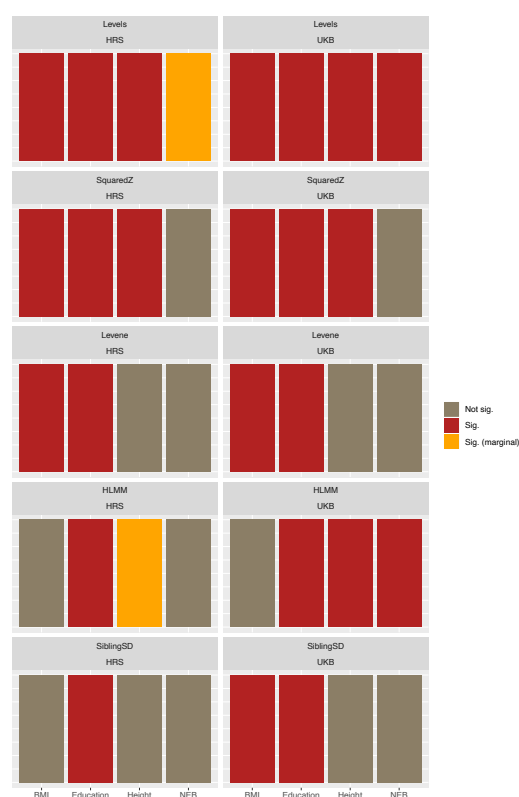 Levels
HRS
Levels
UKB
SquaredZ
HRS
SquaredZ
UKB
Levene
HRS
Levene
UKB
HLMM
HRS
HLMM
UKB
SiblingSD
HRS
SiblingSD
UKB
BMI Education Height NEB
BMI Education Height NEB
Not sig.
Sig.
Sig. (marginal)